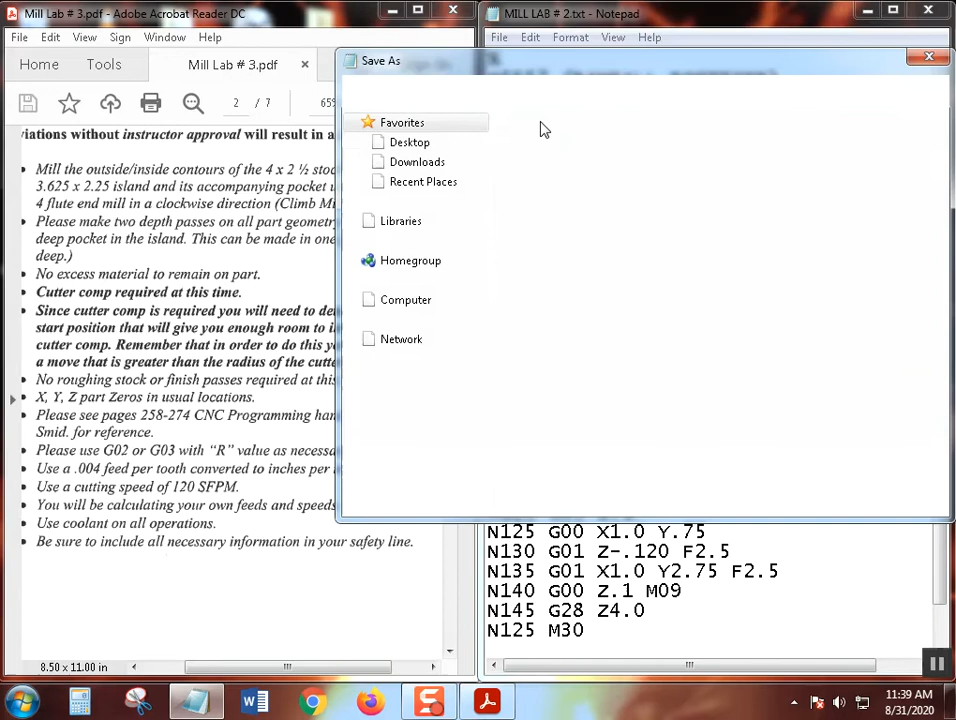 Mill Lab # 3.pdf - Adobe Acrobat Reader DC
File Edit View Sign Window Help
Home Tools Mill Lab # 3.pdf
2 / 7 65%
viations without instructor approval will result in a
Mill the outside/inside contours of the 4 x 2 ½ stoc
3.625 x 2.25 island and its accompanying pocket u
4 flute end mill in a clockwise direction (Climb Mi
Please make two depth passes on all part geometr
deep pocket in the island. This can be made in one
deep.)
No excess material to remain on part.
Cutter comp required at this time.
Since cutter comp is required you will need to de
start position that will give you enough room to i
cutter comp. Remember that in order to do this y
a move that is greater than the radius of the cutte
No roughing stock or finish passes required at this
X, Y, Z part Zeros in usual locations.
Please see pages 258-274 CNC Programming han
Smid. for reference.
Please use G02 or G03 with “R” value as necessa
Use a .004 feed per tooth converted to inches per
Use a cutting speed of 120 SFPM.
You will be calculating your own feeds and speeds
Use coolant on all operations.
Be sure to include all necessary information in your safety line.
8.50 x 11.00 in
MILL LAB # 2.txt - Notepad
File Edit Format View Help
Save As
Favorites
Desktop
Downloads
Recent Places
Libraries
Homegroup
Computer
Network
N125 G00 X1.0 Y.75
N130 G01 Z-.120 F2.5
N135 G01 X1.0 Y2.75 F2.5
N140 G00 Z.1 M09
N145 G28 Z4.0
N125 M30
11:39 AM
8/31/2020